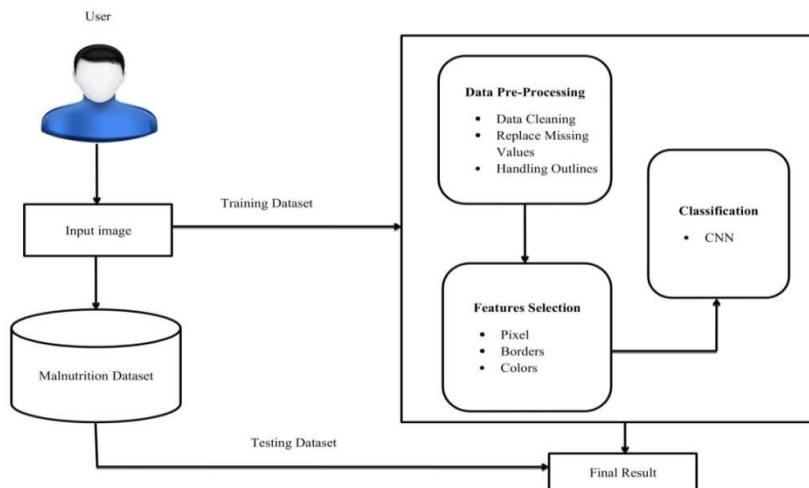 User
Data Pre-Processing
• Data Cleaning
• Replace Missing
Values
• Handling Outlines
Training Dataset
Input image
Classification
• CNN
Features Selection
• Pixel
• Borders
• Colors
Malnutrition Dataset
Testing Dataset
Final Result